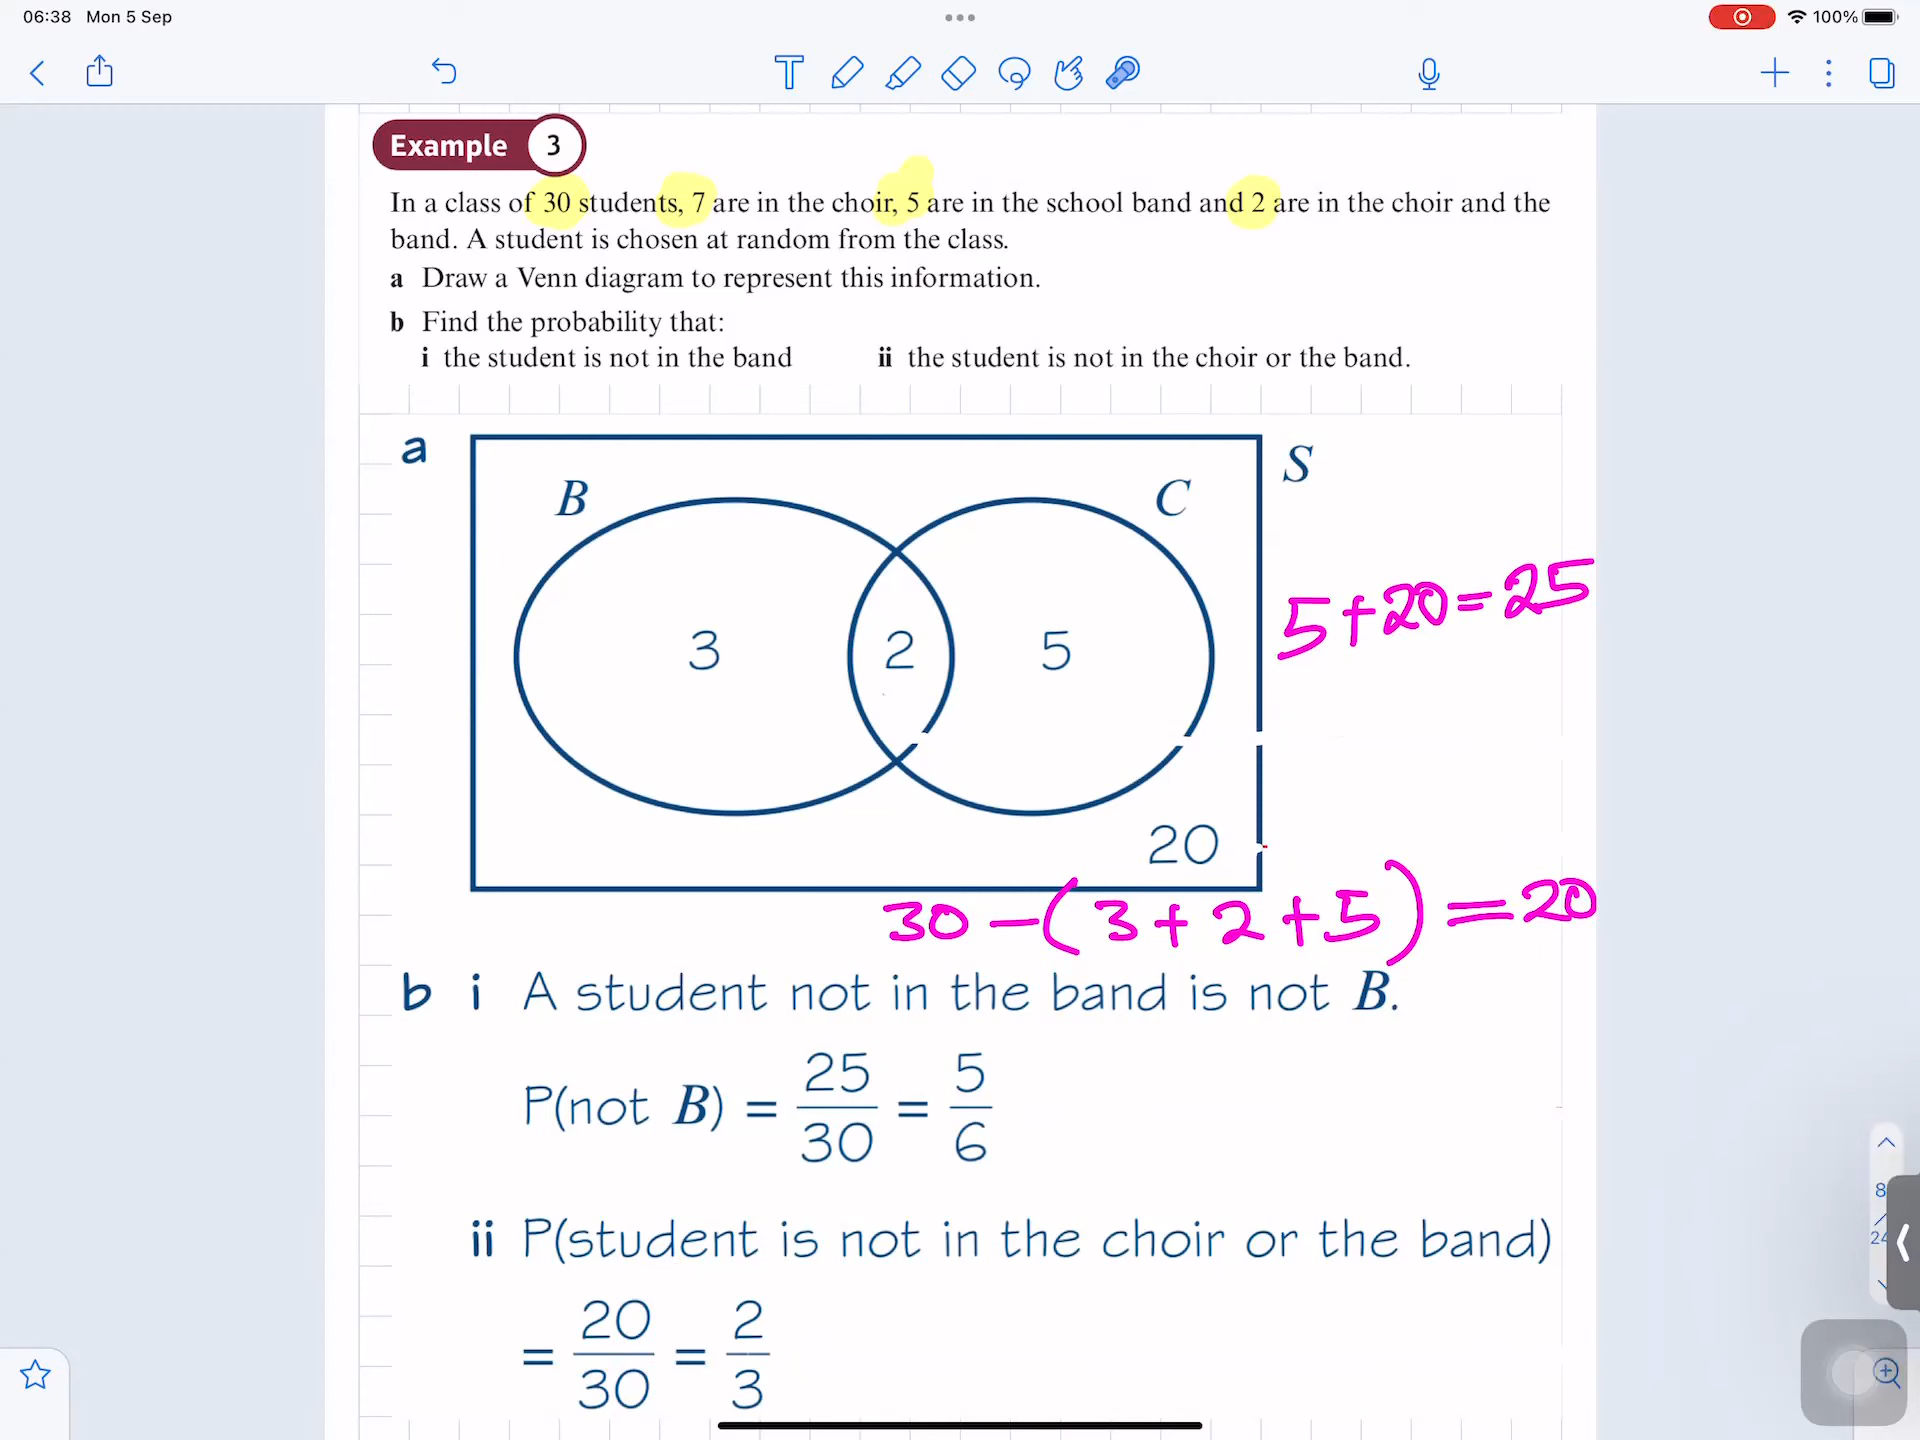 06:38 Mon 5 Sep
100%
Example 3
In a class of 30 students, 7 are in the choir, 5 are in the school band and 2 are in the choir and the
band. A student is chosen at random from the class.
a Draw a Venn diagram to represent this information.
b Find the probability that:
i the student is not in the band ii the student is not in the choir or the band.
a
S
B C
5+20=25
3 2 5
20
30-(3+2+5)=20
b i A student not in the band is not B.
P(not B) = 25/30 = 5/6
8
24
ii P(student is not in the choir or the band)
= 20/30 = 2/3